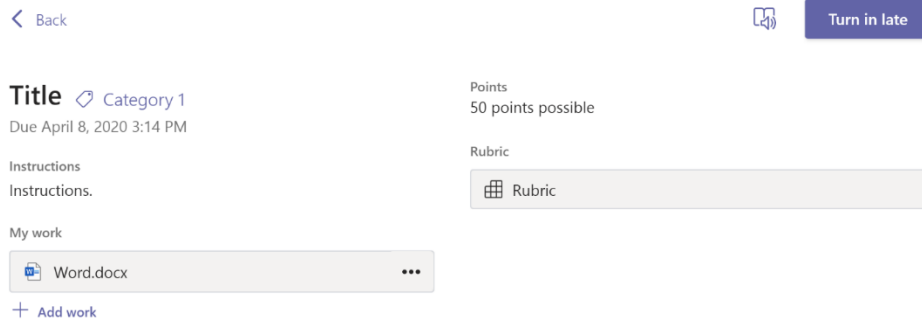 Back
Turn in late
Title Category 1
Due April 8, 2020 3:14 PM
Instructions
Instructions.
My work
Word.docx
+ Add work
Points
50 points possible
Rubric
Rubric